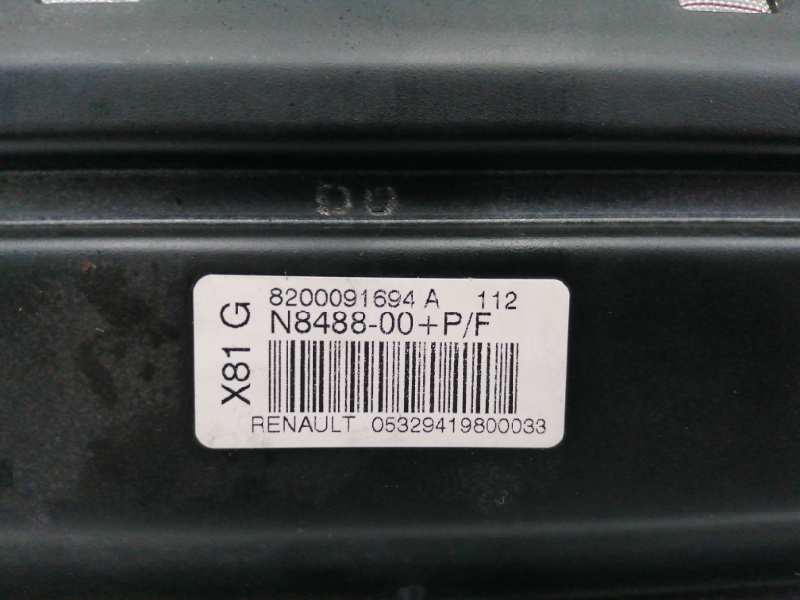 8200091694 A 112
N8488-00+P/F
X81 G
RENAULT 05329419800033